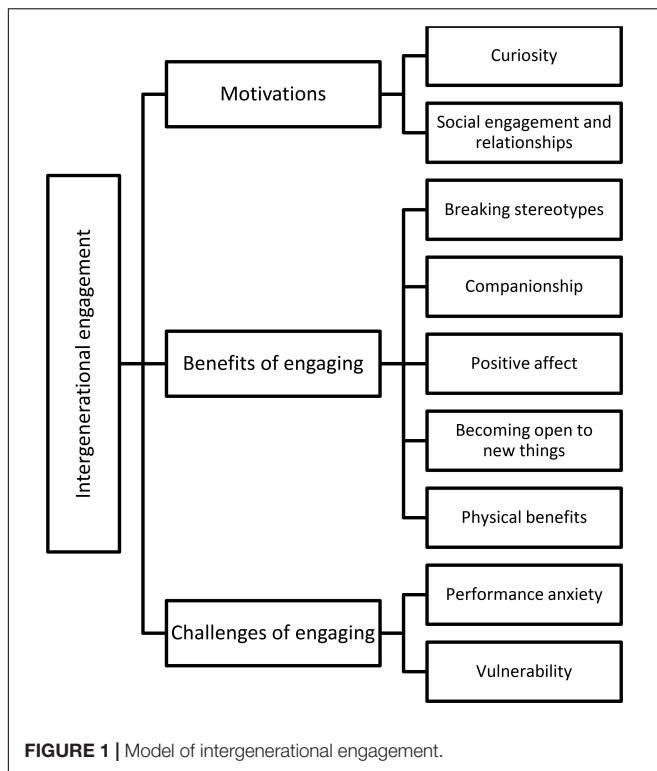 Intergenerational engagement
Motivations
Curiosity
Social engagement and
relationships
Benefits of engaging
Breaking stereotypes
Companionship
Positive affect
Becoming open to
new things
Physical benefits
Challenges of engaging
Performance anxiety
Vulnerability
FIGURE 1 | Model of intergenerational engagement.